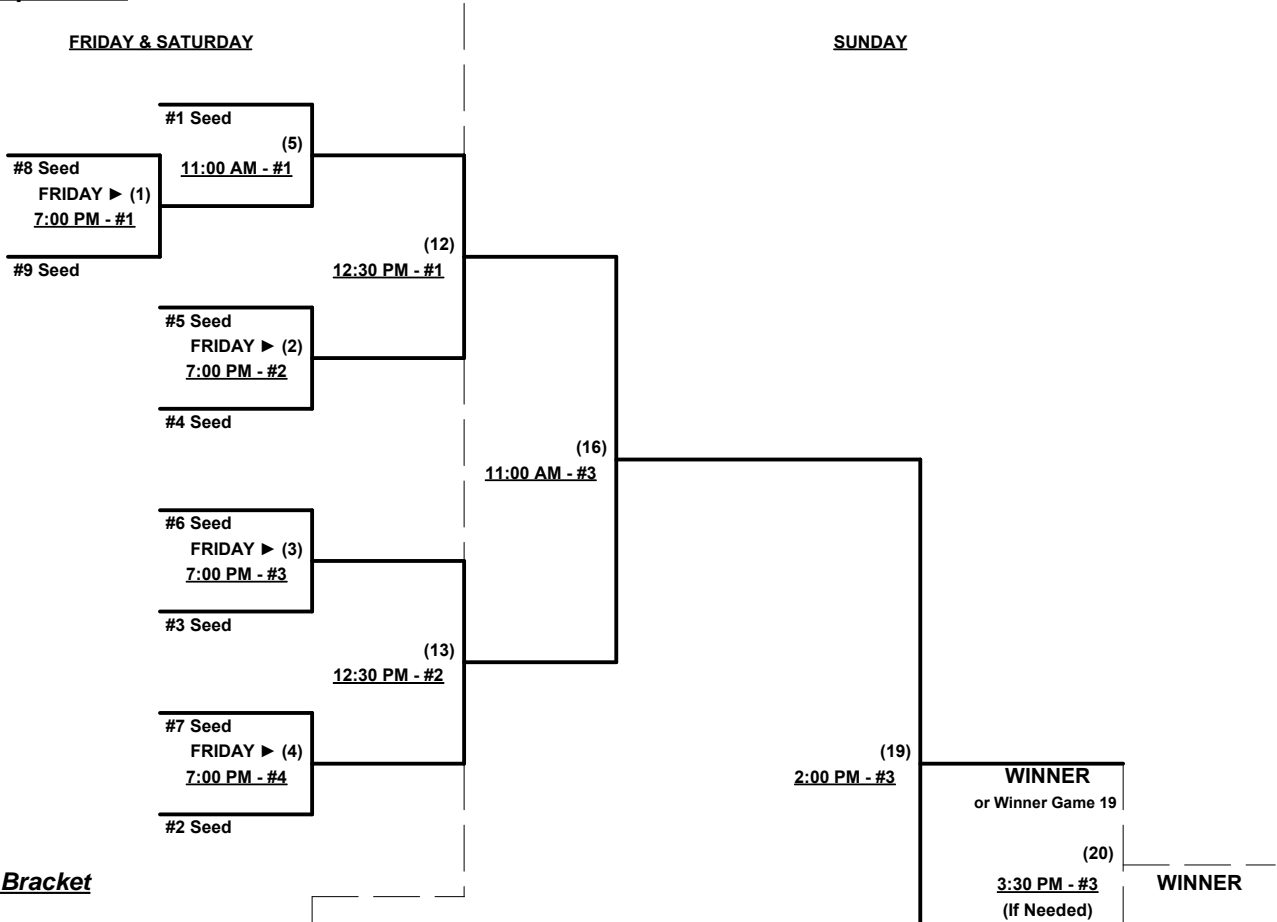 FRIDAY & SATURDAY
SUNDAY
#1 Seed
(5)
11:00 AM - #1
#8 Seed
FRIDAY ► (1)
7:00 PM - #1
#9 Seed
(12)
12:30 PM - #1
#5 Seed
FRIDAY ► (2)
7:00 PM - #2
#4 Seed
(16)
11:00 AM - #3
#6 Seed
FRIDAY ► (3)
7:00 PM - #3
#3 Seed
(13)
12:30 PM - #2
#7 Seed
FRIDAY ► (4)
7:00 PM - #4
#2 Seed
(19)
2:00 PM - #3
WINNER
or Winner Game 19
(20)
3:30 PM - #3
(If Needed)
WINNER
Bracket